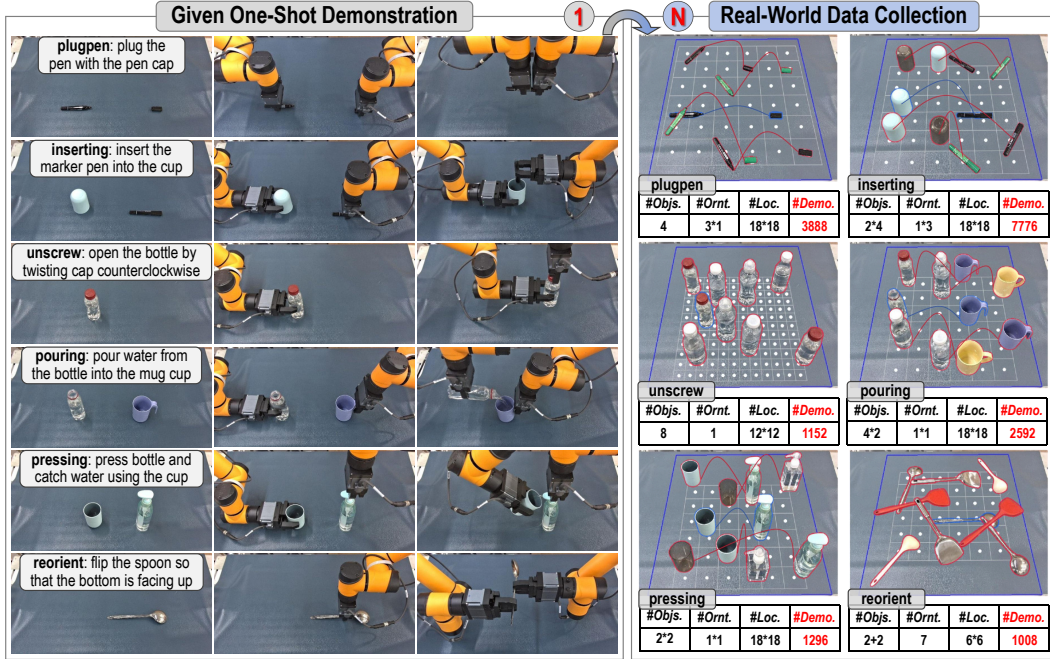 Given One-Shot Demonstration
1
N
Real-World Data Collection
plugpen: plug the
pen with the pen cap
inserting: insert the
marker pen into the cup
unscrew: open the bottle by
twisting cap counterclockwise
pouring: pour water from
the bottle into the mug cup
pressing: press bottle and
catch water using the cup
reorient: flip the spoon so
that the bottom is facing up
plugpen
#Objs. #Ornt. #Loc. #Demo.
4 3*1 18*18 3888
inserting
#Objs. #Ornt. #Loc. #Demo.
2*4 1*3 18*18 7776
unscrew
#Objs. #Ornt. #Loc. #Demo.
8 1 12*12 1152
pouring
#Objs. #Ornt. #Loc. #Demo.
4*2 1*1 18*18 2592
pressing
#Objs. #Ornt. #Loc. #Demo.
2*2 1*1 18*18 1296
reorient
#Objs. #Ornt. #Loc. #Demo.
2+2 7 6*6 1008